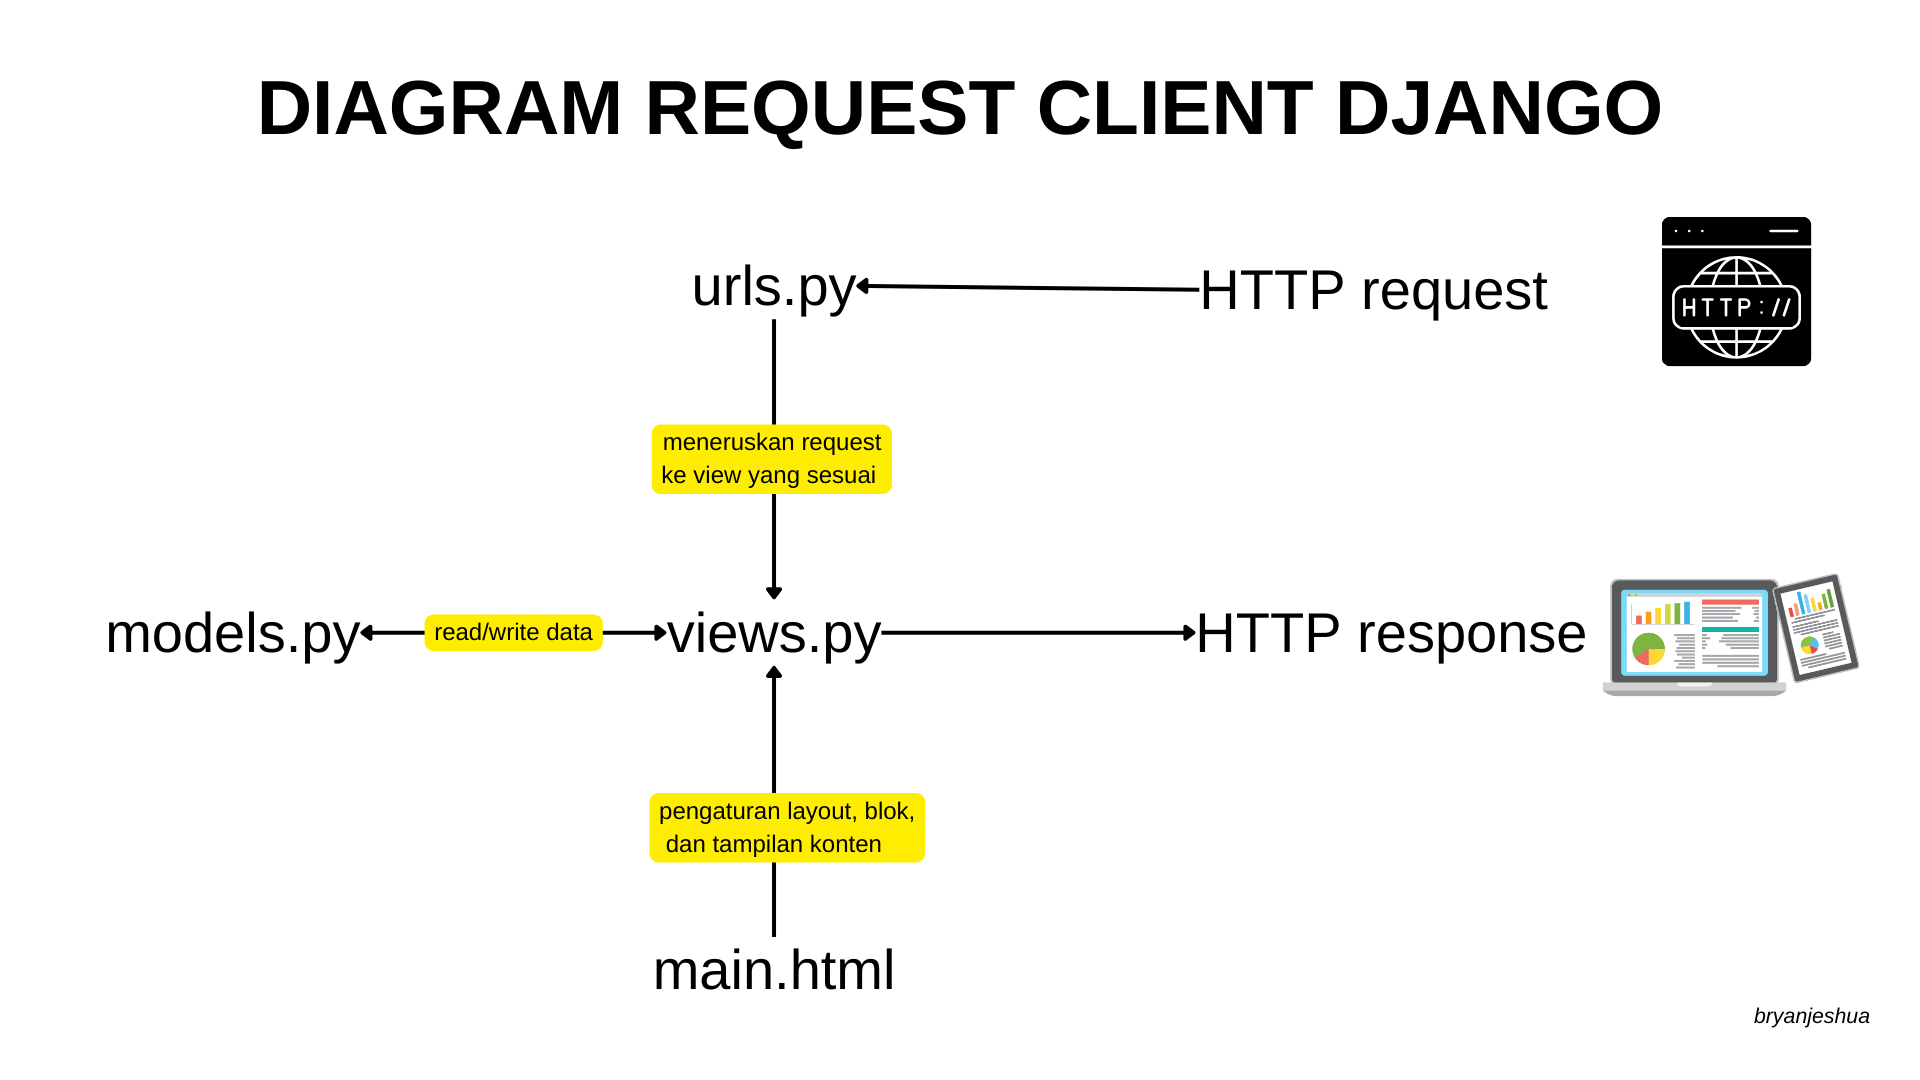 DIAGRAM REQUEST CLIENT DJANGO
urls.py
HTTP request
HTTP://
meneruskan request
ke view yang sesuai
models.py
read/write data
views.py
HTTP response
pengaturan layout, blok,
dan tampilan konten
main.html
bryanjeshua